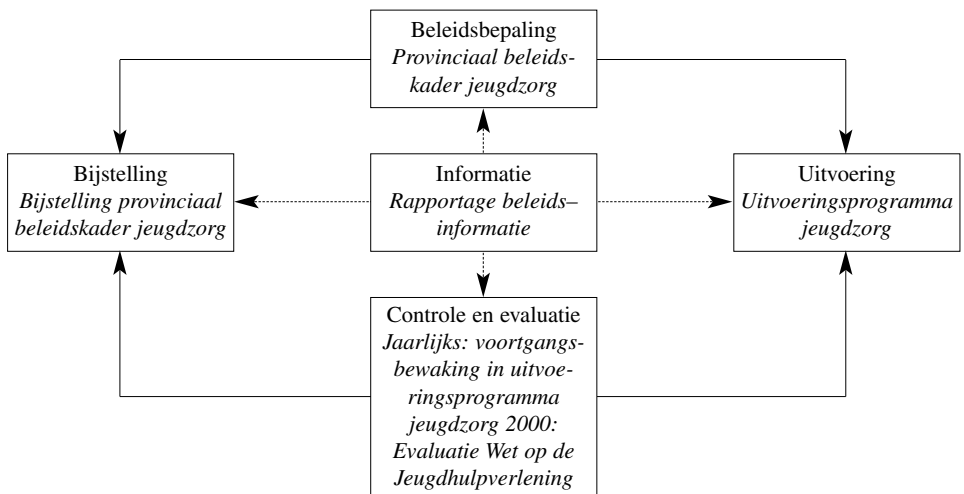 Beleidsbepaling
Provinciaal beleids-
kader jeugdzorg
Bijstelling
Bijstelling provinciaal
beleidskader jeugdzorg
Informatie
Rapportage beleids–
informatie
Uitvoering
Uitvoeringsprogramma
jeugdzorg
Controle en evaluatie
Jaarlijks: voortgangs-
bewaking in uitvoe-
ringsprogramma
jeugdzorg 2000:
Evaluatie Wet op de
Jeugdhulpverlening